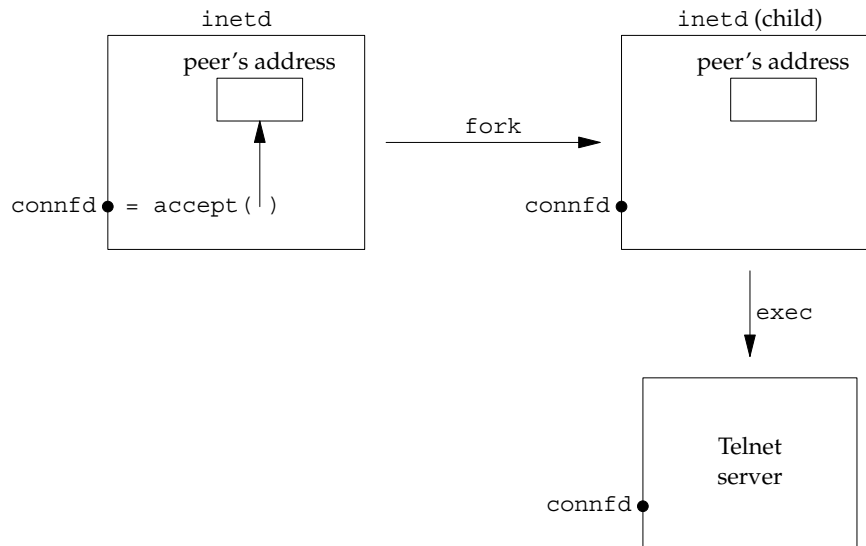 inetd
peer's address
connfd = accept( )
fork
inetd (child)
peer's address
connfd
exec
Telnet
server
connfd